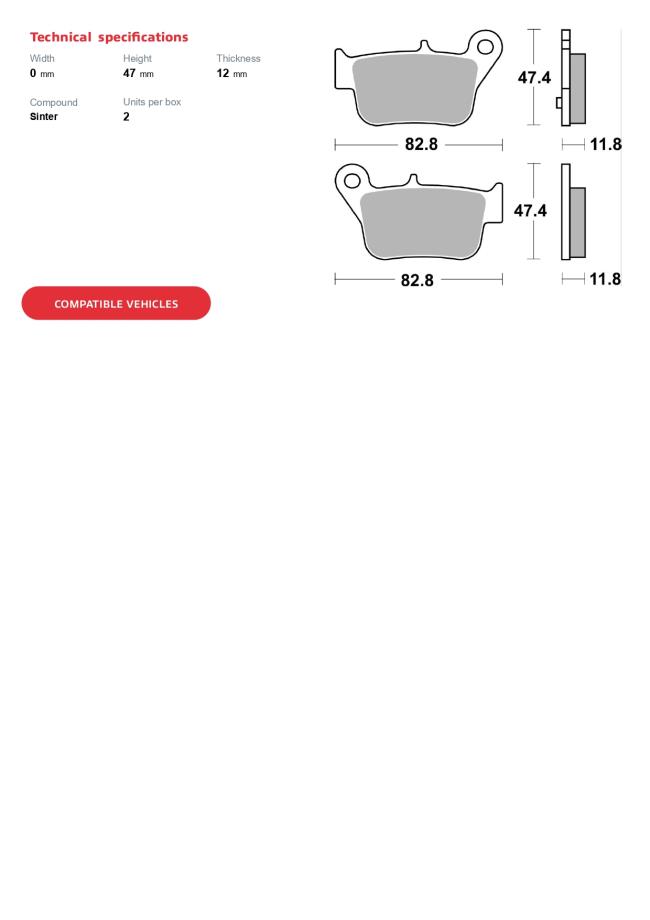 Technical specifications
Width Height Thickness
0 mm 47 mm 12 mm
Compound Units per box
Sinter 2
47.4
82.8 11.8
47.4
82.8 11.8
COMPATIBLE VEHICLES